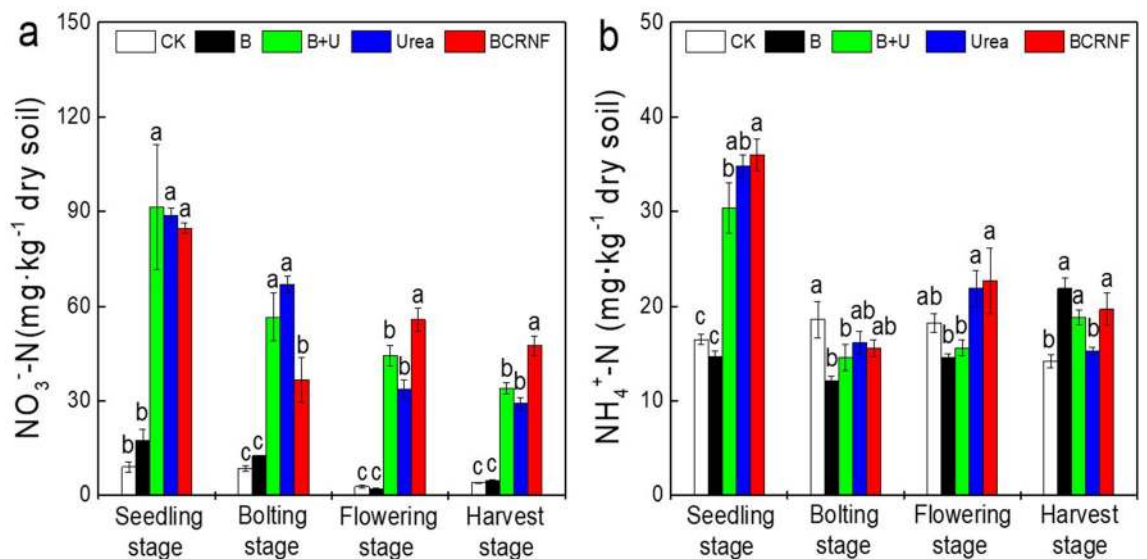 a
NO₃⁻-N (mg·kg⁻¹ dry soil)
150
120
90
60
30
0
CK B B+U Urea BCRNF
b b a a a
c c a a b
c c b b a
c c b b a
Seedling stage
Bolting stage
Flowering stage
Harvest stage
b
NH₄⁺-N (mg·kg⁻¹ dry soil)
50
40
30
20
10
0
CK B B+U Urea BCRNF
c c b ab a
a b b ab ab
ab b b a a
b a a b a
Seedling stage
Bolting stage
Flowering stage
Harvest stage